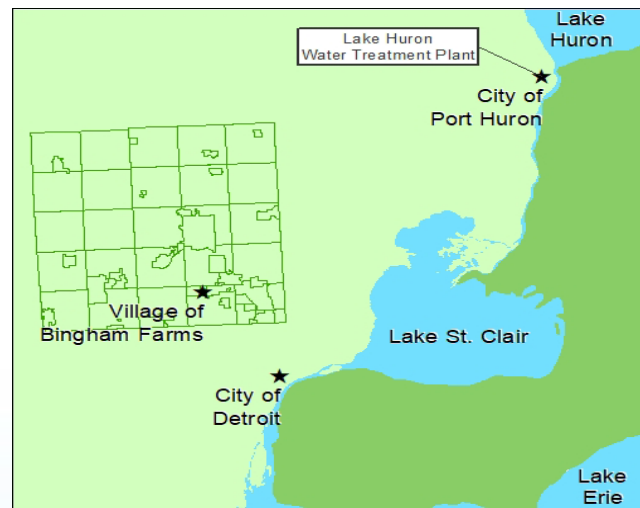 Lake
Huron
Lake Huron
Water Treatment Plant
City of
Port Huron
Village of
Bingham Farms
Lake St. Clair
City of
Detroit
Lake
Erie